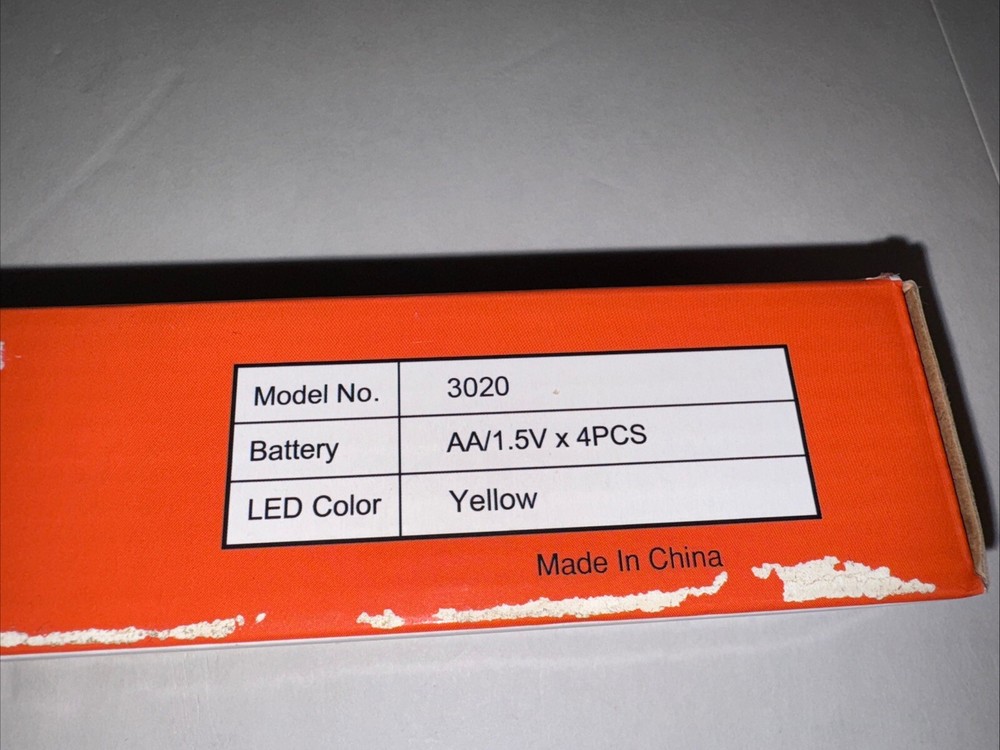 Model No. 3020
Battery AA/1.5V x 4PCS
LED Color Yellow
Made In China